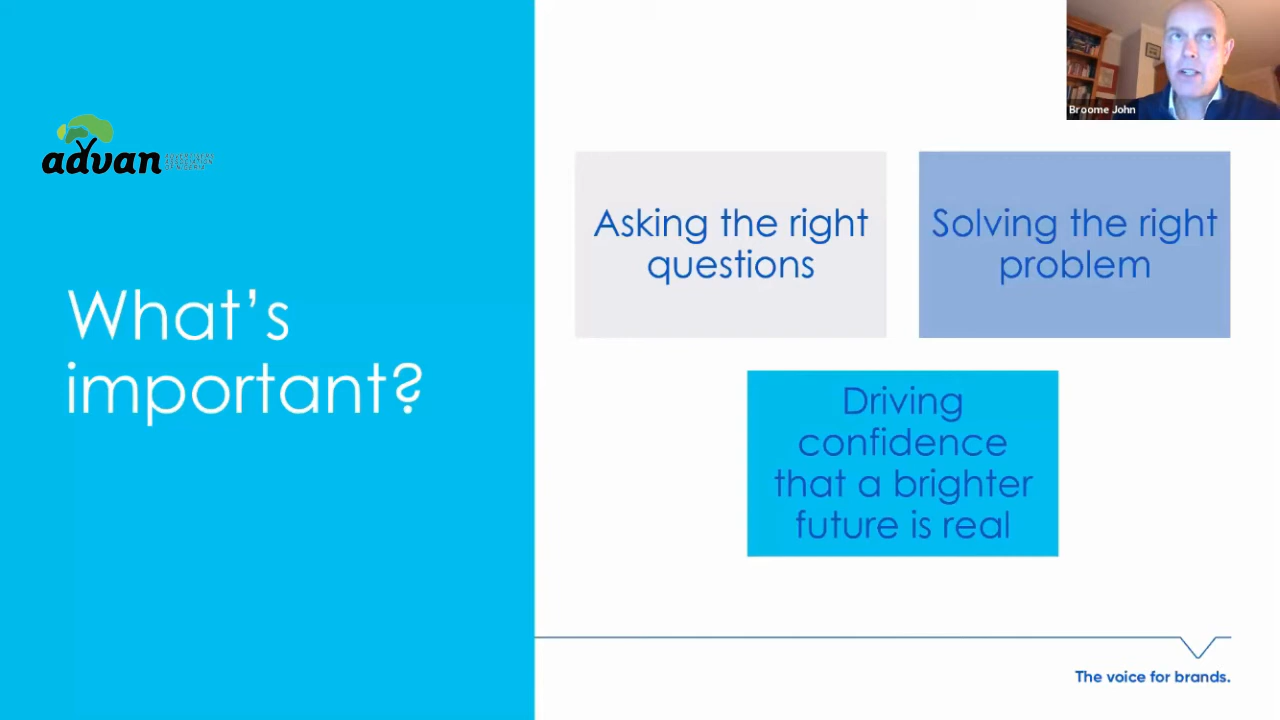 Broome John
advan
What's
important?
Asking the right
questions
Solving the right
problem
Driving
confidence
that a brighter
future is real
The voice for brands.